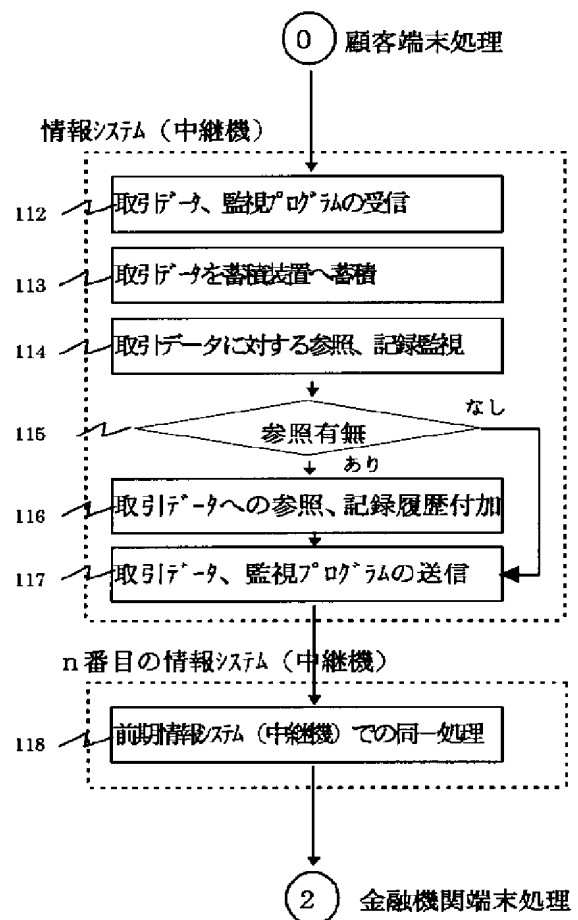 0 顧客端末処理
情報ｼｽﾃﾑ（中継機）
112 取引データ、監視ﾌﾟﾛｸﾞﾗﾑの受信
113 取引ﾃﾞｰﾀを蓄積装置へ蓄積
114 取引データに対する参照、記録監視
なし
115 参照有無
あり
116 取引ﾃﾞｰﾀへの参照、記録履歴付加
117 取引ﾃﾞｰﾀ、監視ﾌﾟﾛｸﾞﾗﾑの送信
n番目の情報ｼｽﾃﾑ（中継機）
118 前期情報ｼｽﾃﾑ（中継機）での同一処理
2 金融機関端末処理